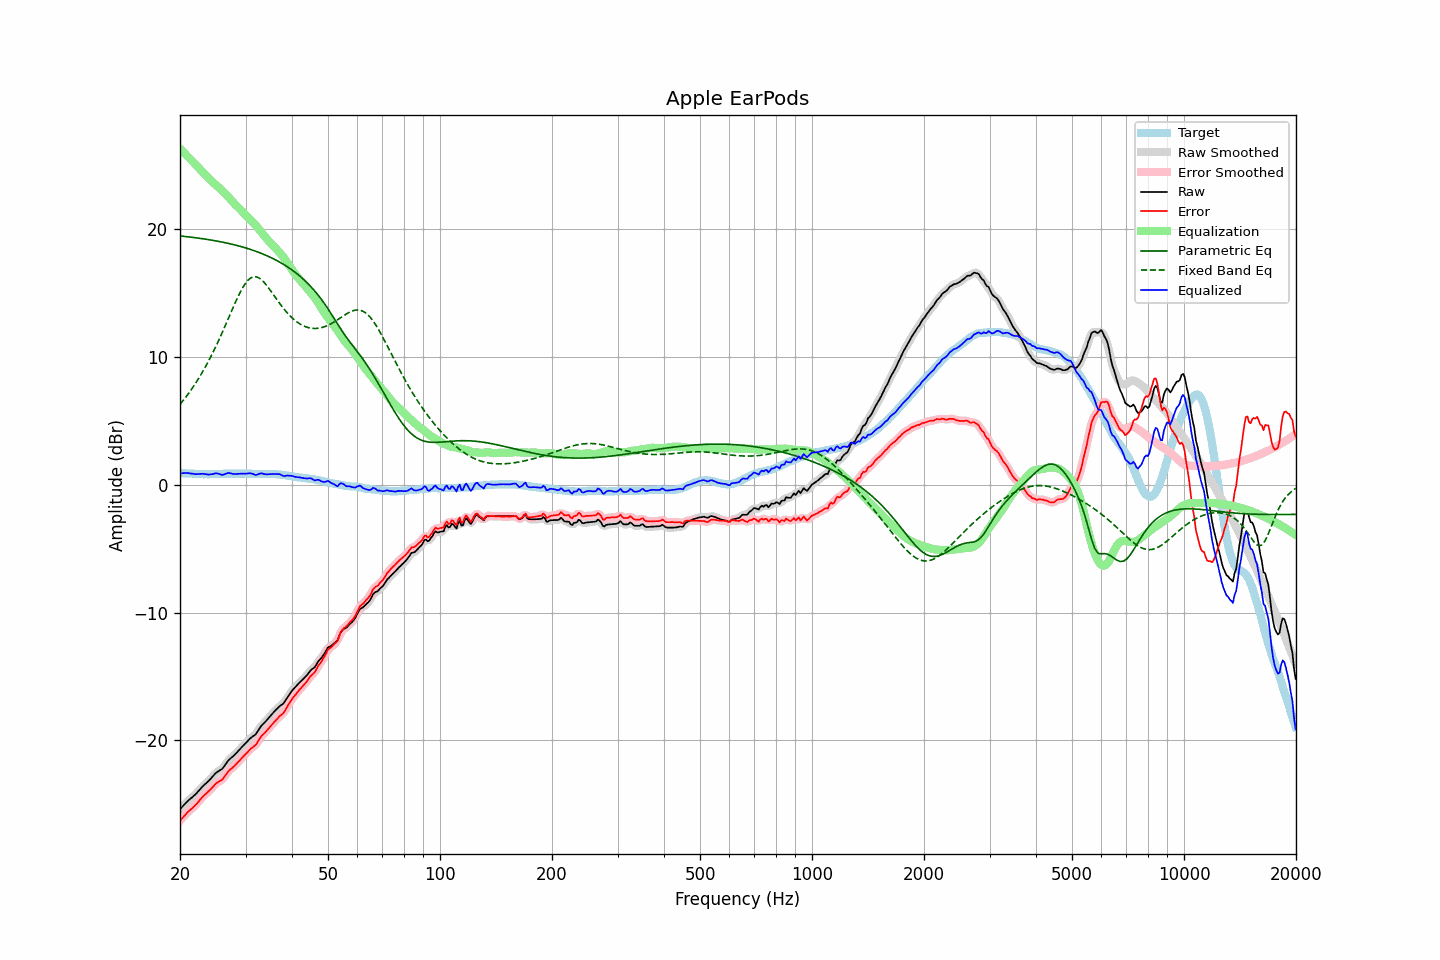 Apple EarPods
Target
Raw Smoothed
Error Smoothed
Raw
Error
Equalization
Parametric Eq
Fixed Band Eq
Equalized
Amplitude (dBr)
20
10
0
−10
−20
20
50
100
200
500
1000
2000
5000
10000
20000
Frequency (Hz)